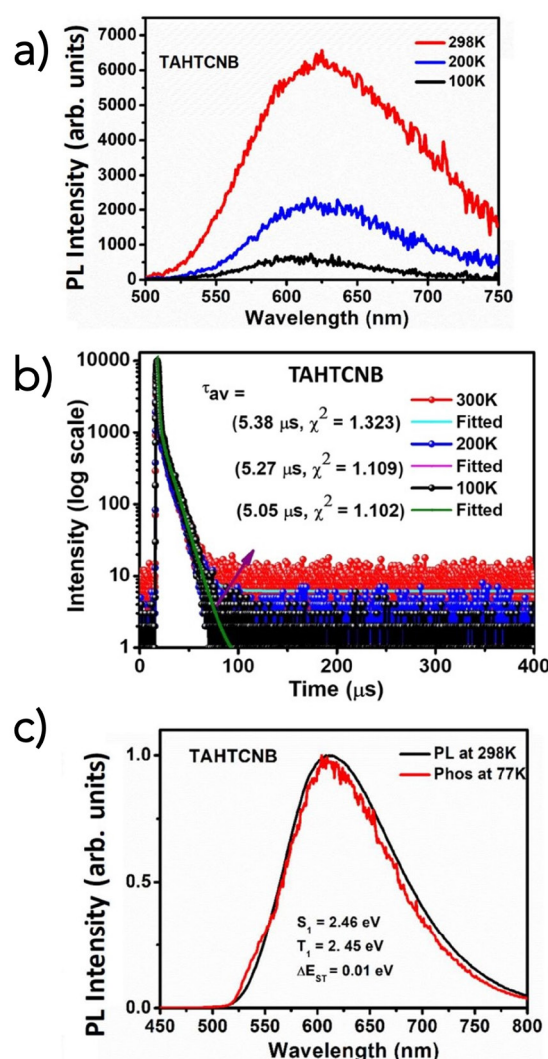 a)
7000
6000
5000
4000
3000
2000
1000
0
PL Intensity (arb. units)
TAHTCNB
298K
200K
100K
500 550 600 650 700 750
Wavelength (nm)
b)
10000
1000
100
10
1
Intensity (log scale)
τav =
TAHTCNB
(5.38 μs, χ² = 1.323)
(5.27 μs, χ² = 1.109)
(5.05 μs, χ² = 1.102)
300K
Fitted
200K
Fitted
100K
Fitted
0 100 200 300 400
Time (μs)
c)
1.0
0.5
0.0
PL Intensity (arb. units)
TAHTCNB
PL at 298K
Phos at 77K
S₁ = 2.46 eV
T₁ = 2. 45 eV
ΔE_ST = 0.01 eV
450 500 550 600 650 700 750 800
Wavelength (nm)